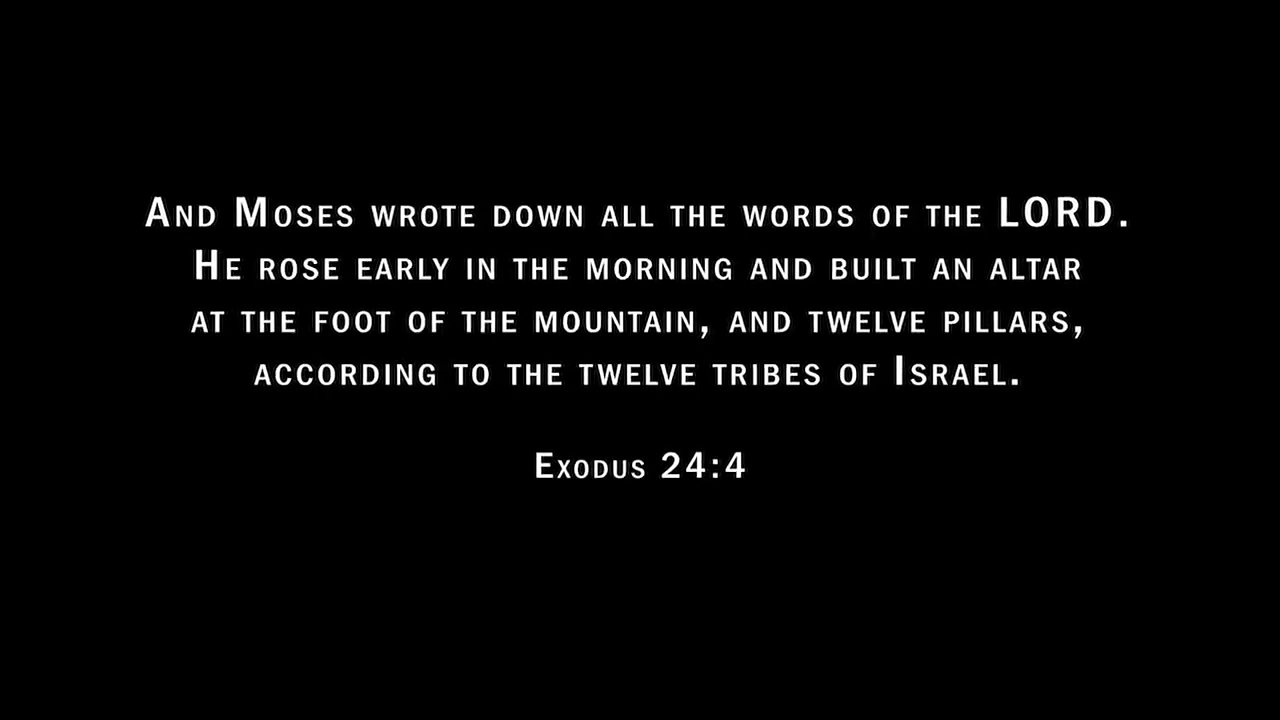 And Moses wrote down all the words of the LORD.
He rose early in the morning and built an altar
at the foot of the mountain, and twelve pillars,
according to the twelve tribes of Israel.
Exodus 24:4